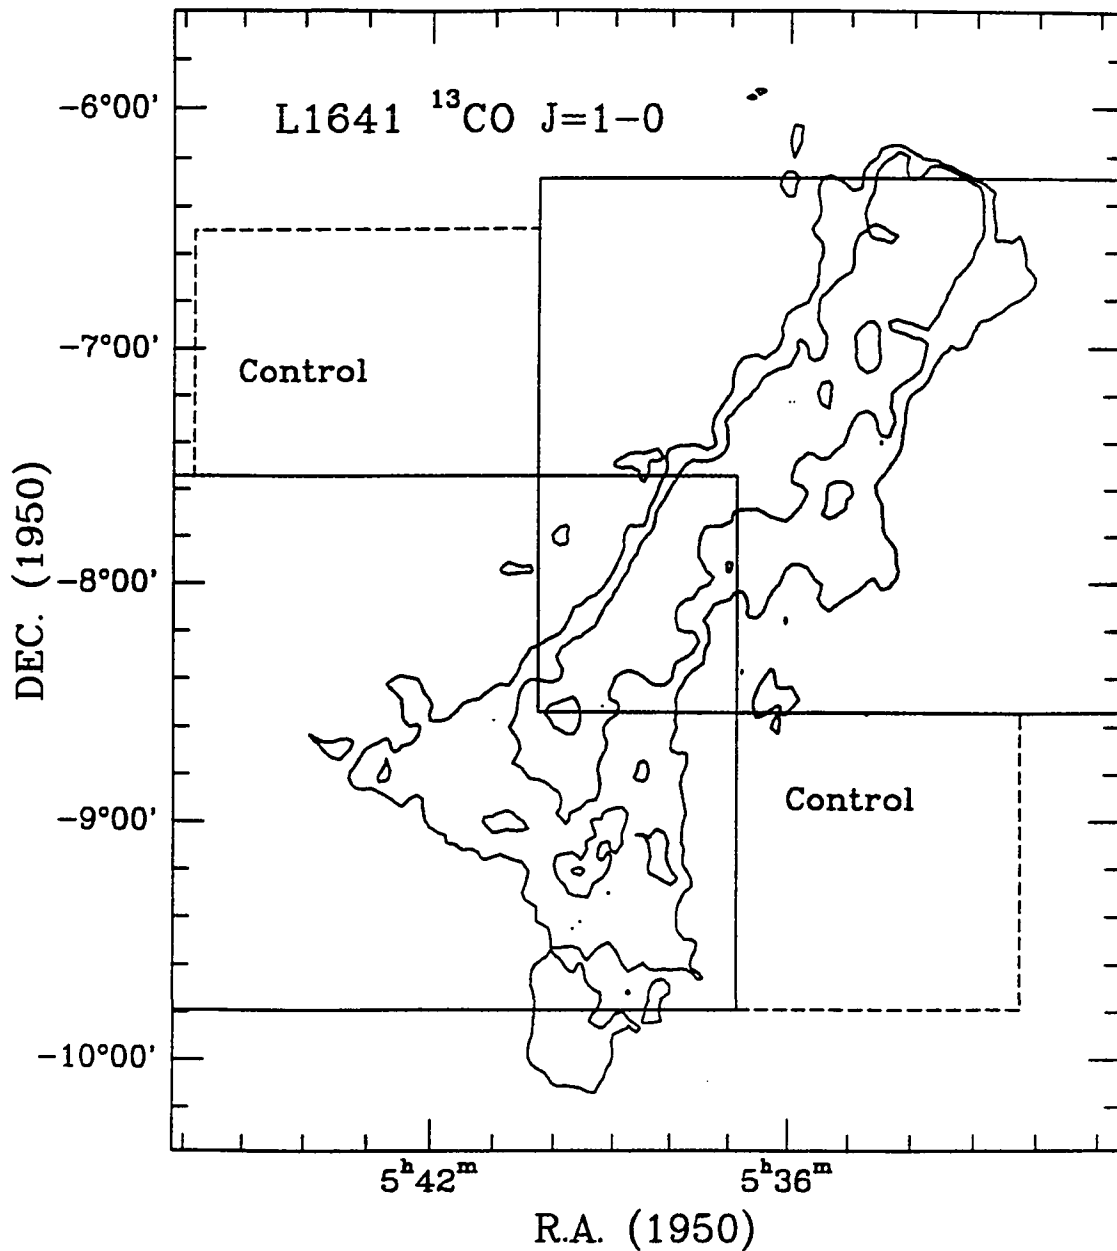 L1641 ¹³CO J=1−0
−6°00'
−7°00'
−8°00'
−9°00'
−10°00'
DEC. (1950)
Control
Control
5ʰ42ᵐ
5ʰ36ᵐ
R.A. (1950)